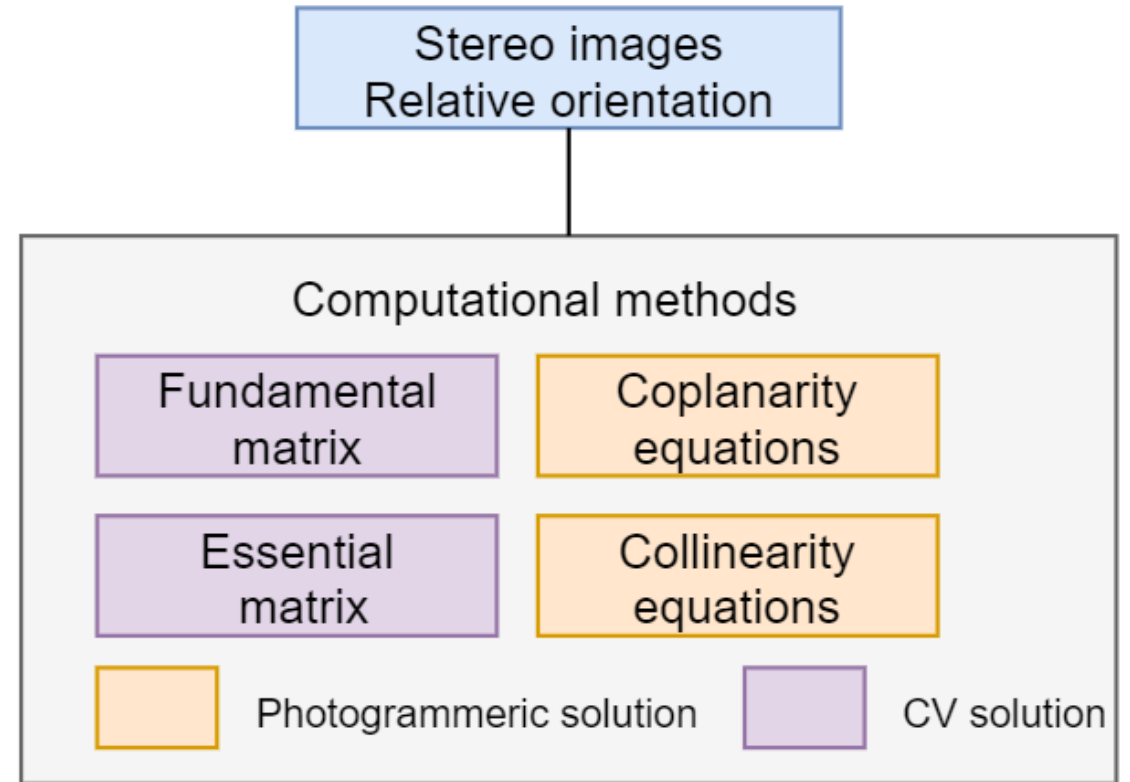 Stereo images
Relative orientation
Computational methods
Fundamental
matrix
Coplanarity
equations
Essential
matrix
Collinearity
equations
Photogrammeric solution
CV solution